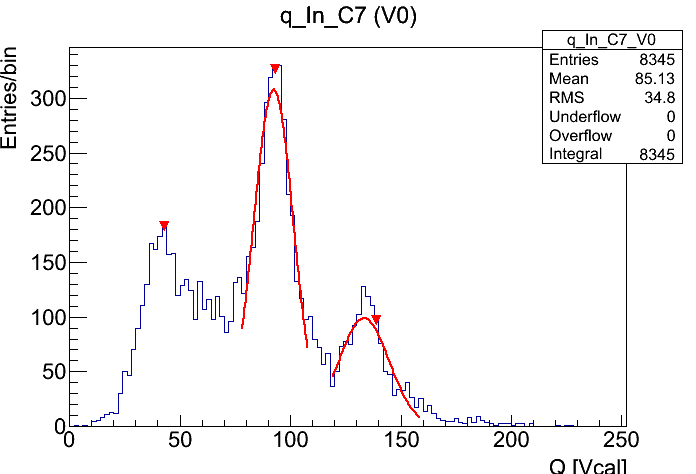 q_In_C7 (V0)
q_In_C7_V0
Entries 8345
Mean 85.13
RMS 34.8
Underflow 0
Overflow 0
Integral 8345
Entries/bin
300
250
200
150
100
50
0
0 50 100 150 200 250
Q [Vcal]